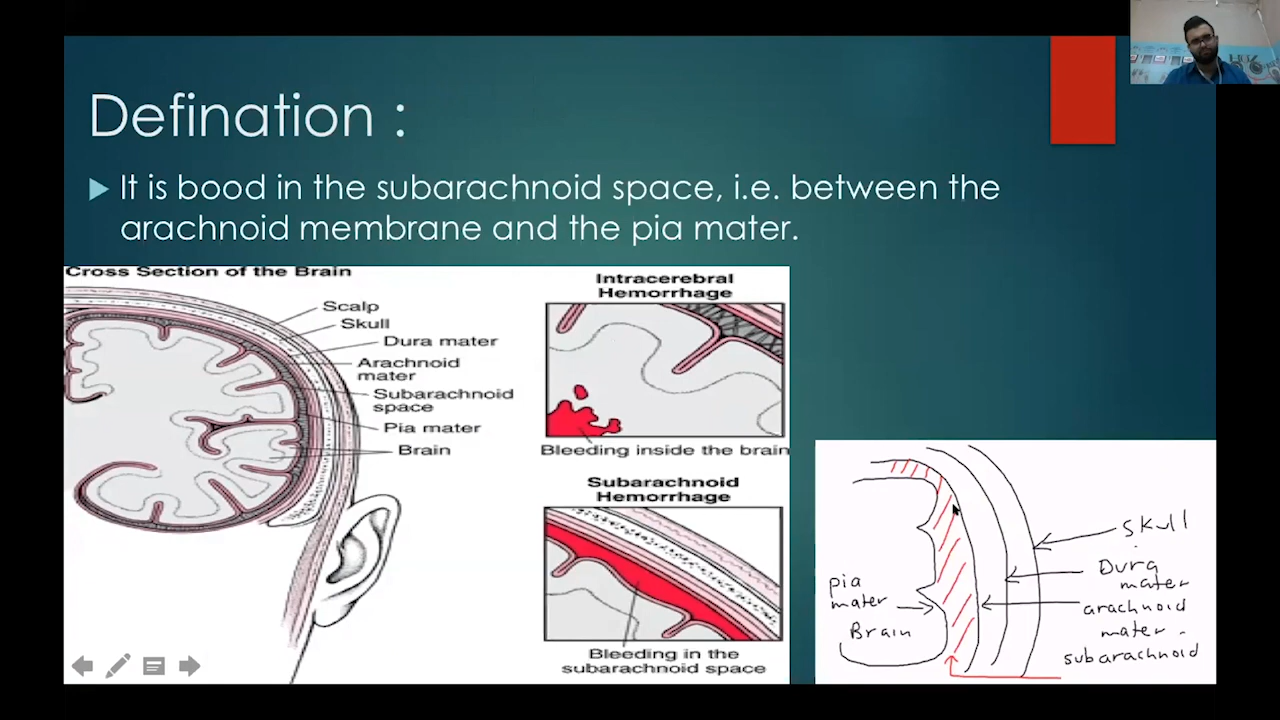 Defination :
It is bood in the subarachnoid space, i.e. between the
arachnoid membrane and the pia mater.
Cross Section of the Brain
Scalp
Skull
Dura mater
Arachnoid
mater
Subarachnoid
space
Pia mater
Brain
Intracerebral
Hemorrhage
Bleeding inside the brain
Subarachnoid
Hemorrhage
Bleeding in the
subarachnoid space
skull
Dura
mater
arachnoid
mater
subarachnoid
pia
mater
Brain